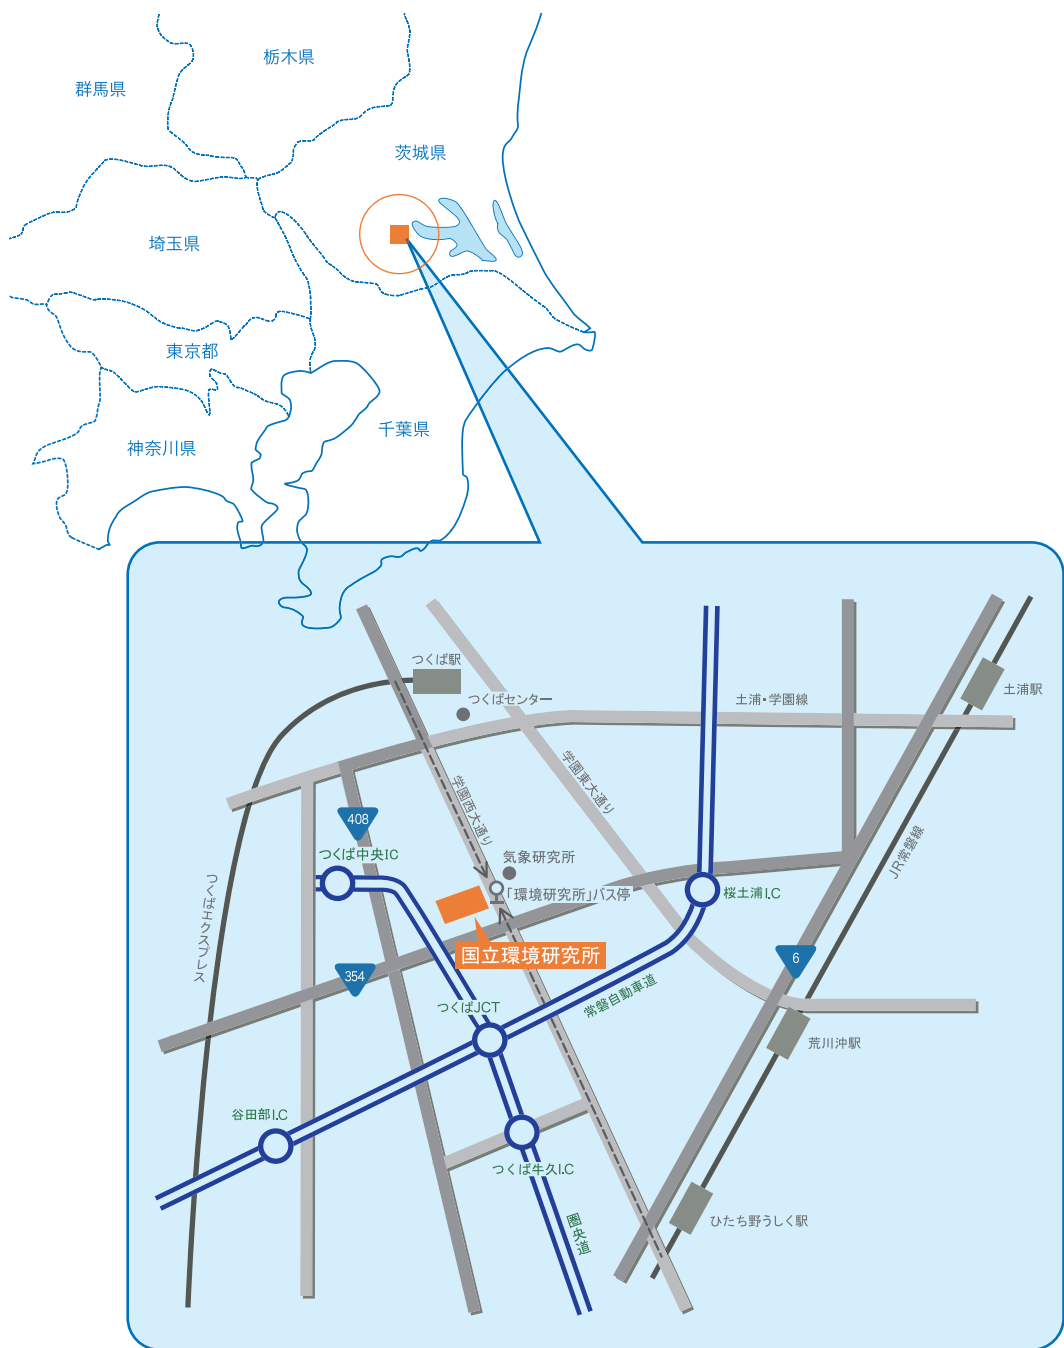 栃木県
群馬県
茨城県
埼玉県
東京都
千葉県
神奈川県
つくば駅
土浦駅
つくばセンター
土浦・学園線
学園東大通り
学園西大通り
408
つくば中央IC
気象研究所
JR常磐線
「環境研究所」バス停
桜土浦I.C
つくばエクスプレス
国立環境研究所
6
354
常磐自動車道
つくばJCT
荒川沖駅
谷田部I.C
つくば牛久I.C
ひたち野うしく駅
圏央道